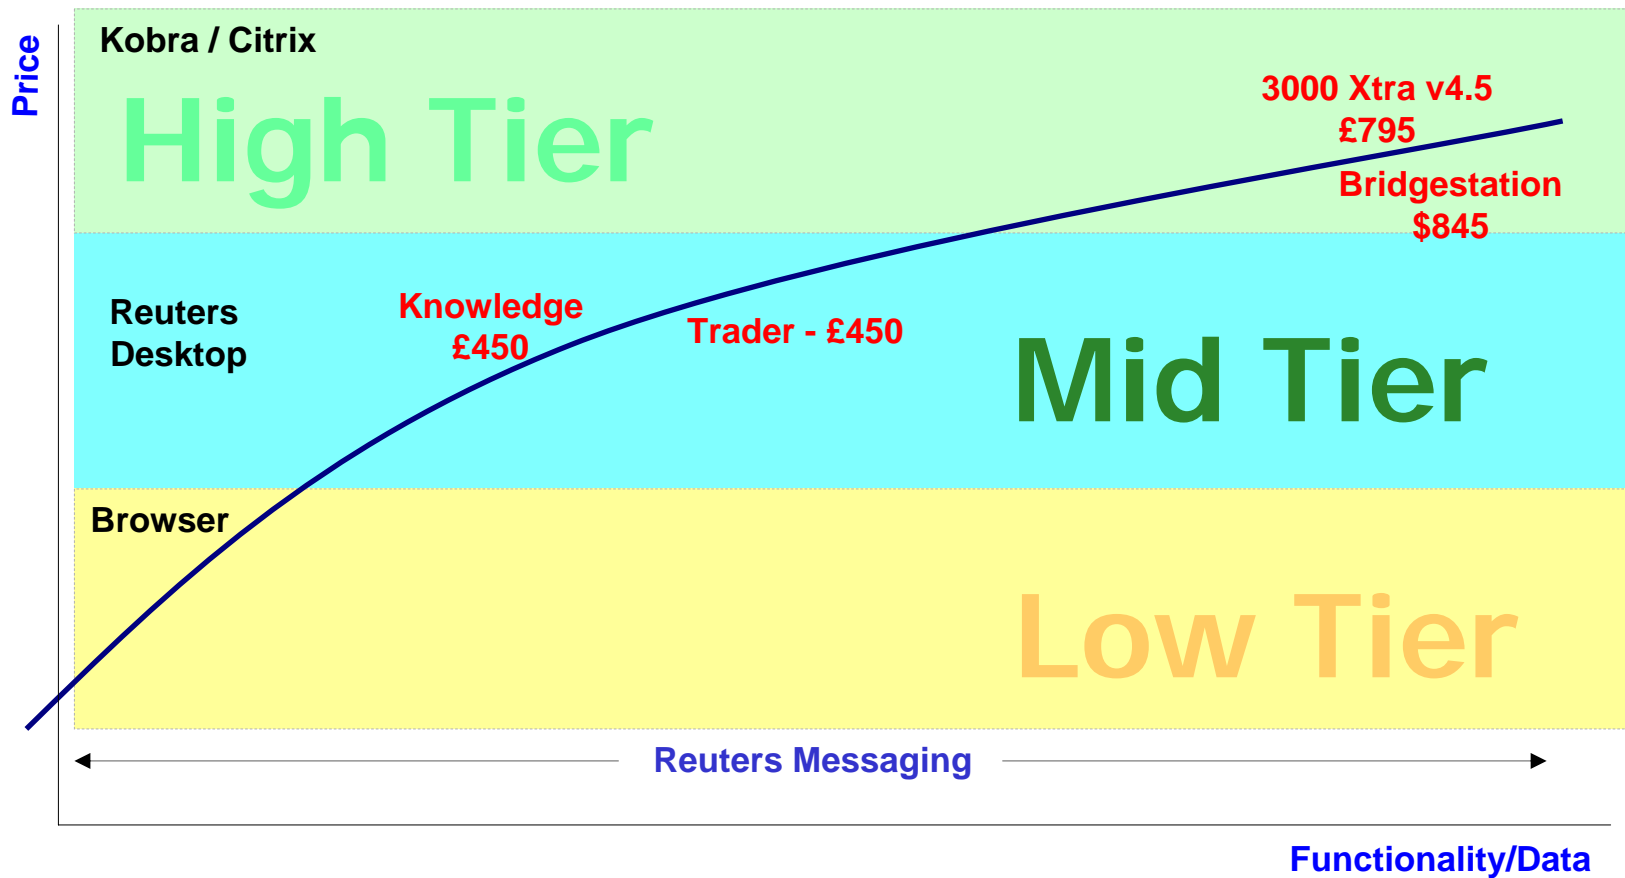 Price
Kobra / Citrix
High Tier
3000 Xtra v4.5
£795
Bridgestation
$845
Reuters
Desktop
Knowledge
£450
Trader - £450
Mid Tier
Browser
Low Tier
Reuters Messaging
Functionality/Data